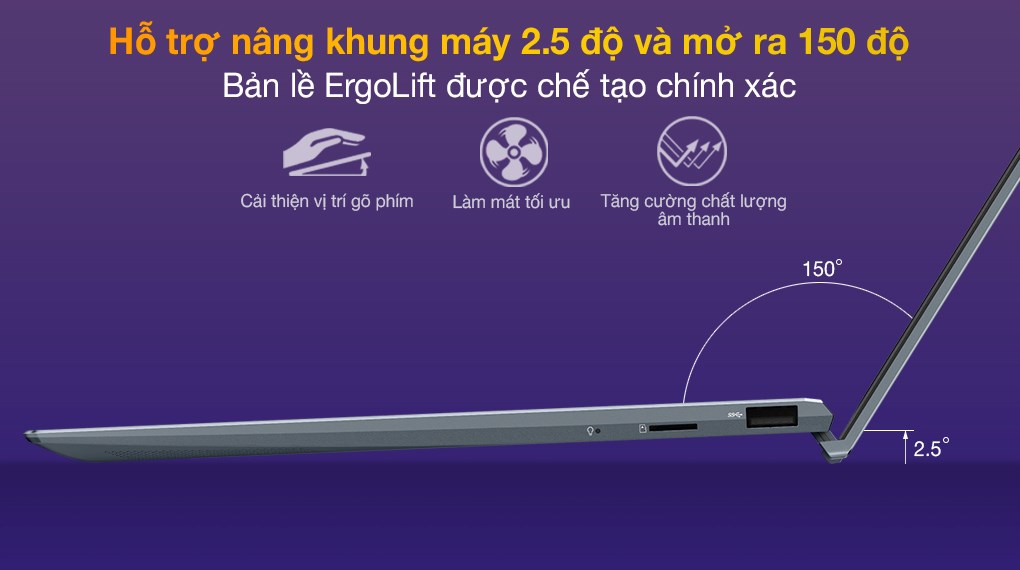 Hỗ trợ nâng khung máy 2.5 độ và mở ra 150 độ
Bản lề ErgoLift được chế tạo chính xác
Cải thiện vị trí gõ phím
Làm mát tối ưu
Tăng cường chất lượng
âm thanh
150°
2.5°